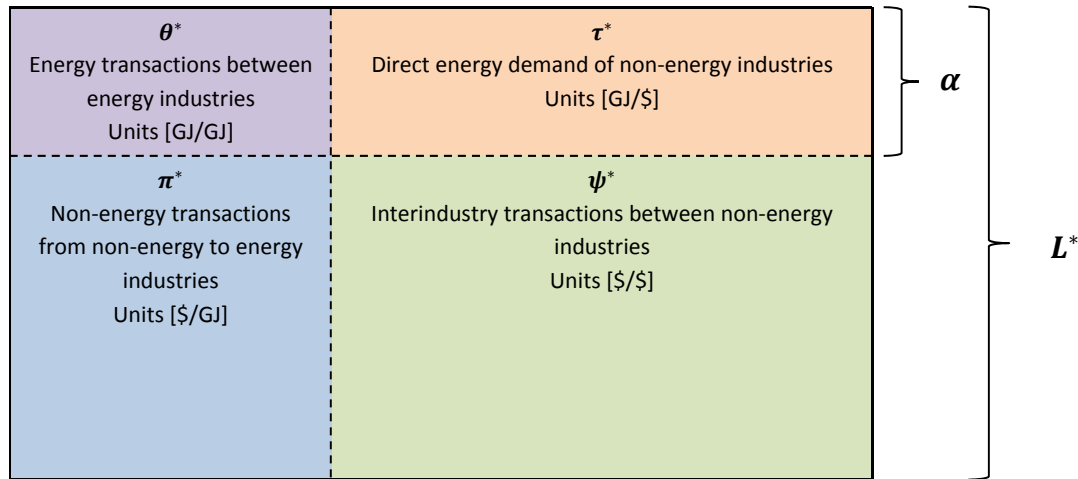 θ*
Energy transactions between
energy industries
Units [GJ/GJ]
τ*
Direct energy demand of non-energy industries
Units [GJ/$]
α
π*
Non-energy transactions
from non-energy to energy
industries
Units [$/GJ]
ψ*
Interindustry transactions between non-energy
industries
Units [$/$]
L*